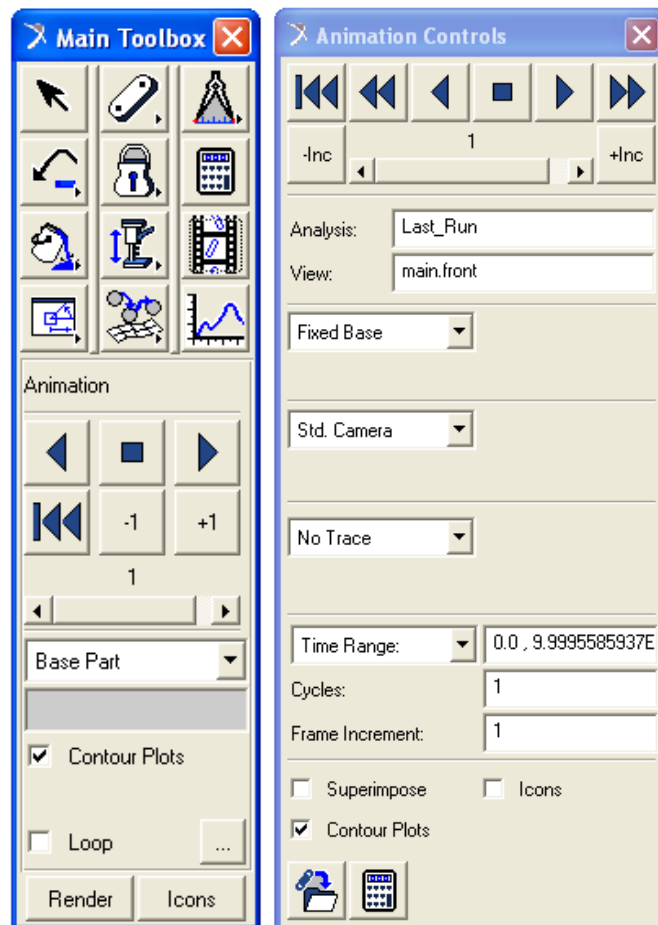 Main Toolbox
Animation
-1
+1
1
Base Part
Contour Plots
Loop
...
Render
Icons
Animation Controls
-Inc
1
+Inc
Analysis:
Last_Run
View:
main.front
Fixed Base
Std. Camera
No Trace
Time Range:
0.0 , 9.9995585937E
Cycles:
1
Frame Increment:
1
Superimpose
Icons
Contour Plots